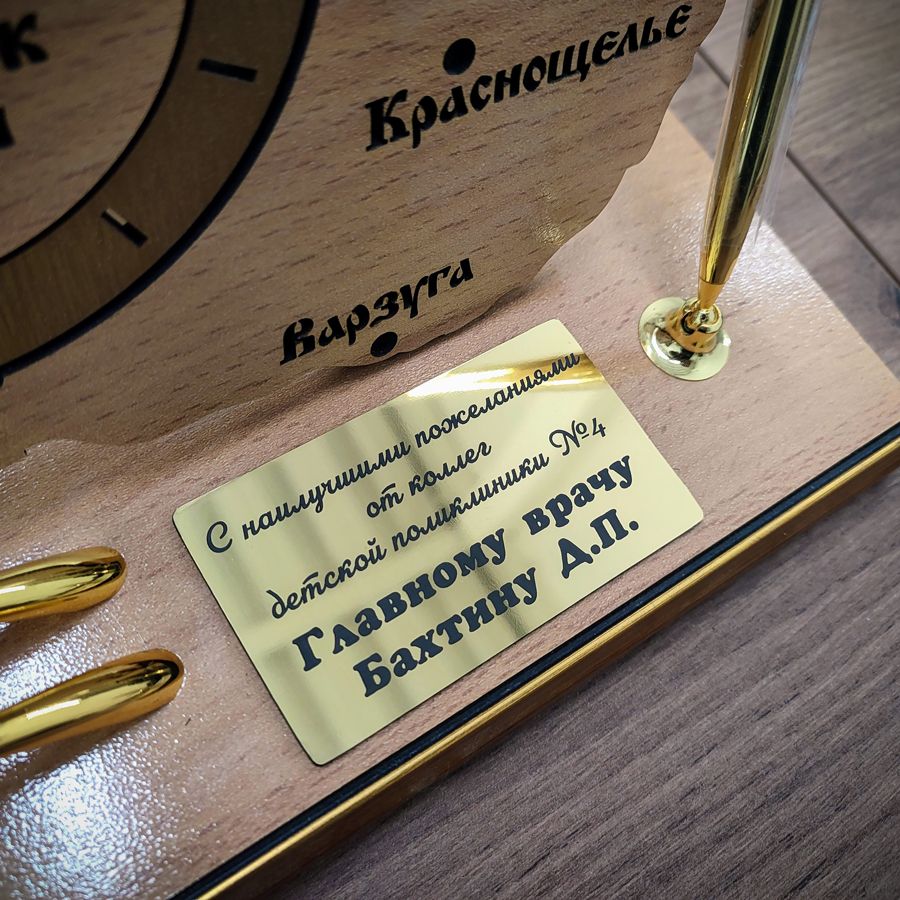 Краснощелье
Варзуга
С наилучшими пожеланиями
от коллег
детской поликлиники №4
Главному врачу
Бахтину Д.П.